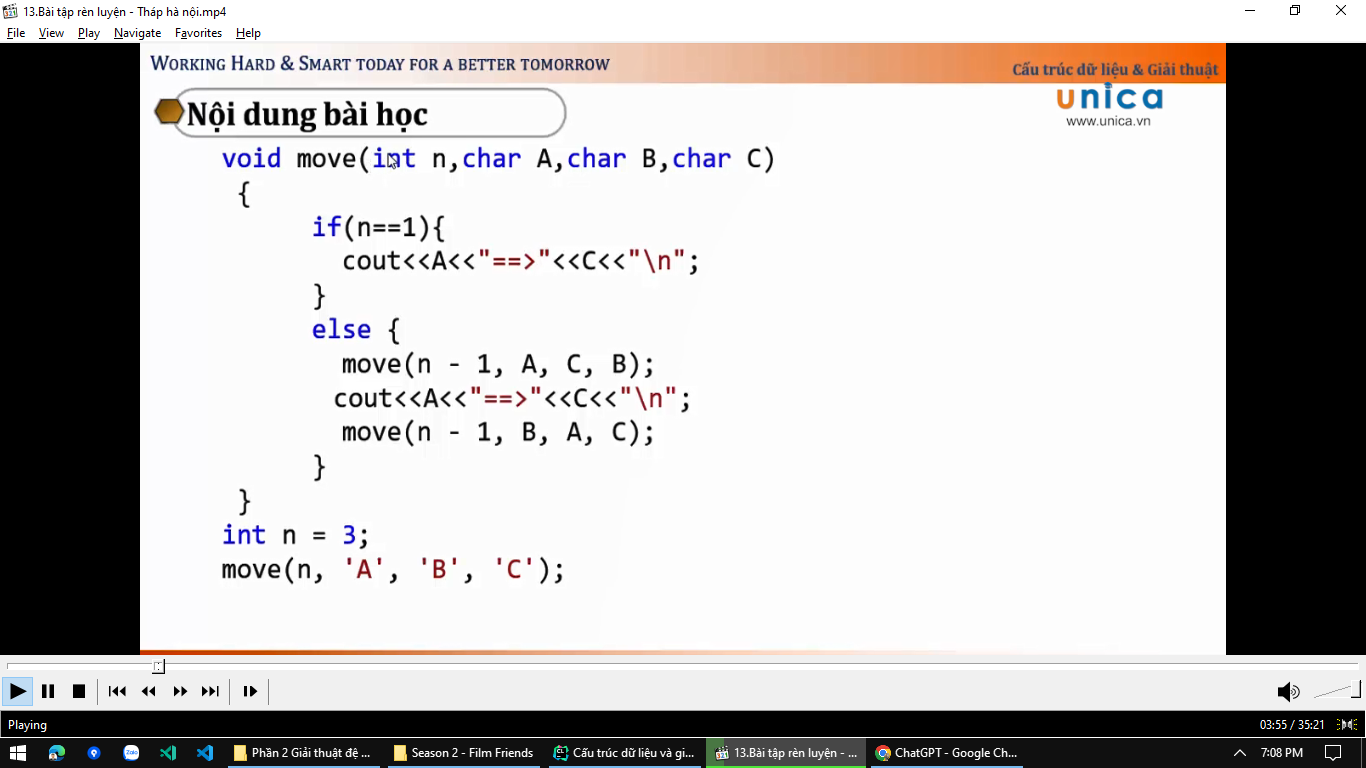 13.Bài tập rèn luyện - Tháp hà nội.mp4
File View Play Navigate Favorites Help
WORKING HARD & SMART TODAY FOR A BETTER TOMORROW
Cấu trúc dữ liệu & Giải thuật
Nội dung bài học
unica
www.unica.vn
void move(int n,char A,char B,char C)
{
if(n==1){
cout<<A<<"==>"<<C<<"\n";
}
else {
move(n - 1, A, C, B);
cout<<A<<"==>"<<C<<"\n";
move(n - 1, B, A, C);
}
}
int n = 3;
move(n, 'A', 'B', 'C');
Playing
03:55 / 35:21
Zalo
Phần 2 Giải thuật đệ ...
Season 2 - Film Friends
Cấu trúc dữ liệu và gi...
13.Bài tập rèn luyện - ...
ChatGPT - Google Ch...
7:08 PM